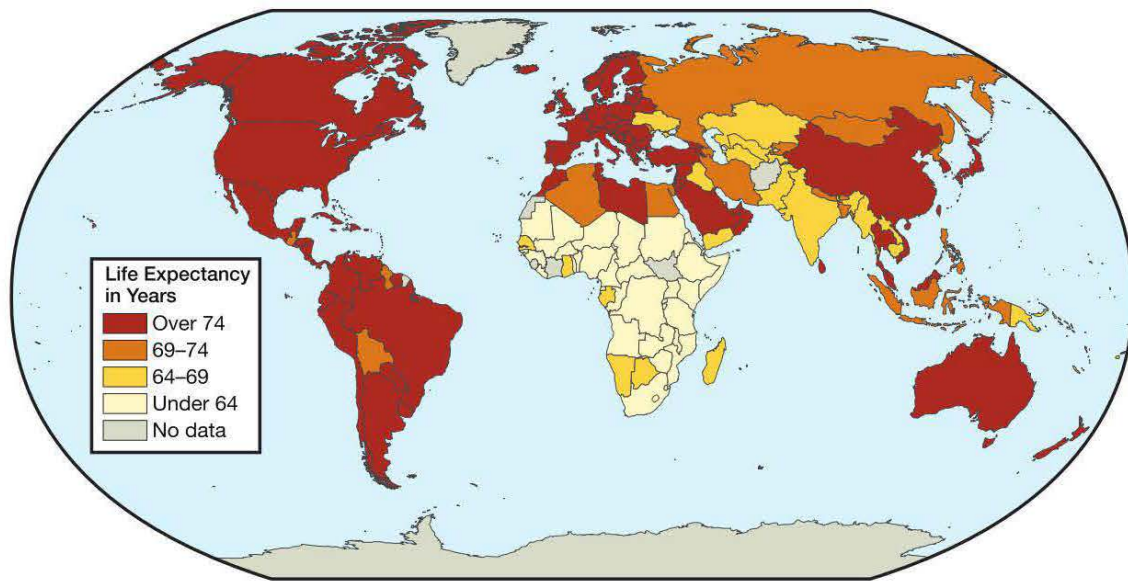 Life Expectancy
in Years
Over 74
69–74
64–69
Under 64
No data